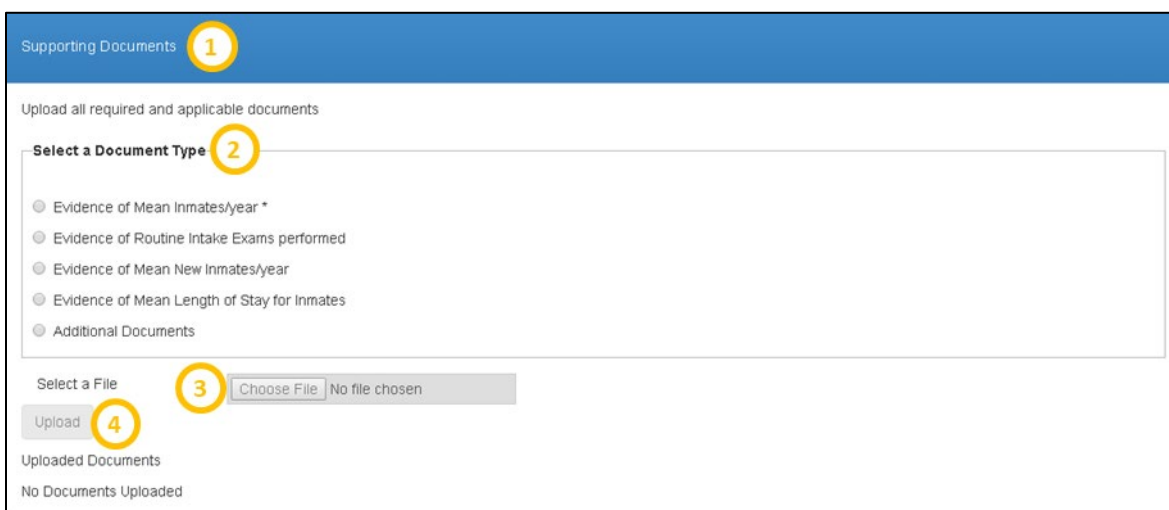 Supporting Documents 1
Upload all required and applicable documents
Select a Document Type 2
Evidence of Mean Inmates/year *
Evidence of Routine Intake Exams performed
Evidence of Mean New Inmates/year
Evidence of Mean Length of Stay for Inmates
Additional Documents
Select a File 3 Choose File No file chosen
Upload 4
Uploaded Documents
No Documents Uploaded